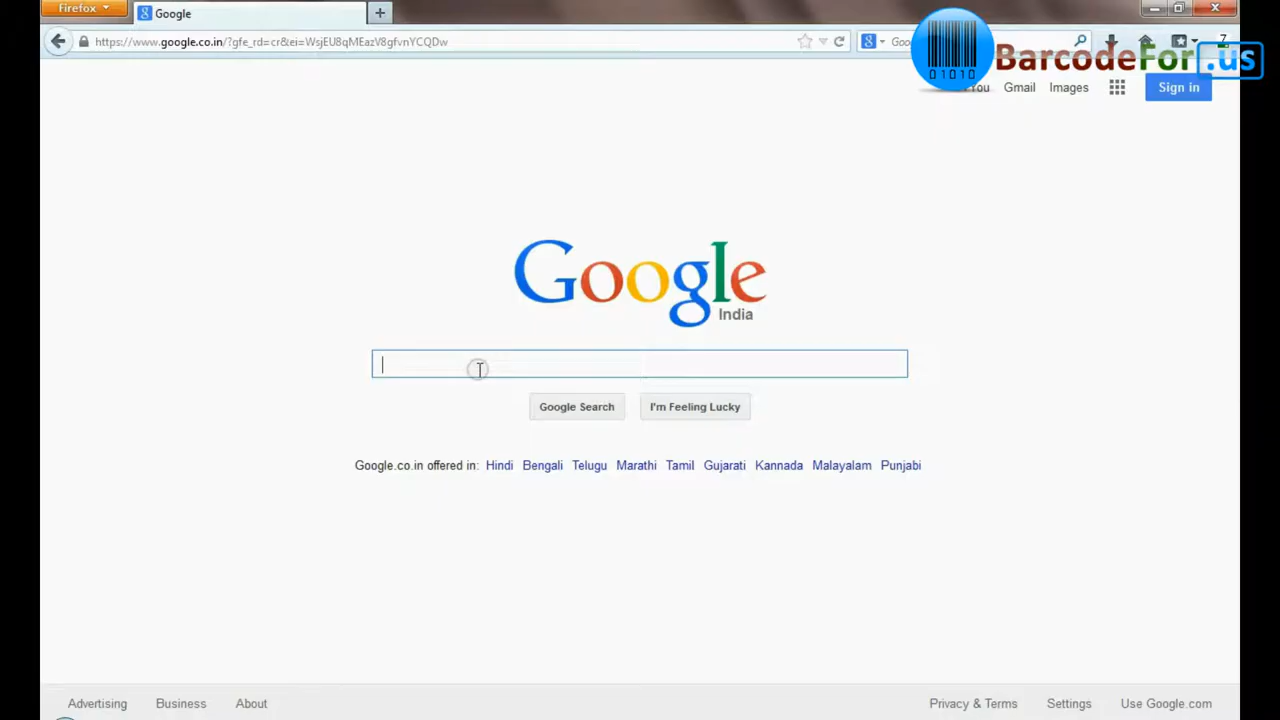 Firefox
Google
https://www.google.co.in/?gfe_rd=cr&ei=WsjEU8qMEazV8gfvnYCQDw
01010
BarcodeFor.us
You Gmail Images Sign in
Google
India
Google Search I'm Feeling Lucky
Google.co.in offered in: Hindi Bengali Telugu Marathi Tamil Gujarati Kannada Malayalam Punjabi
Advertising Business About Privacy & Terms Settings Use Google.com